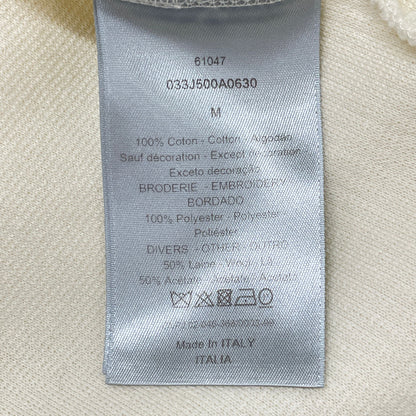 61047
033J500A0630
M
100% Coton - Cotton - Algodão
Sauf décoration - Except decoration
Exceto decoração
BRODERIE - EMBROIDERY
BORDADO
100% Polyester - Polyester
Poliéster
DIVERS - OTHER - OUTRO
50% Laine - Wool - Lã
50% Acétate - Acetate - Acetato
Made In ITALY
ITALIA